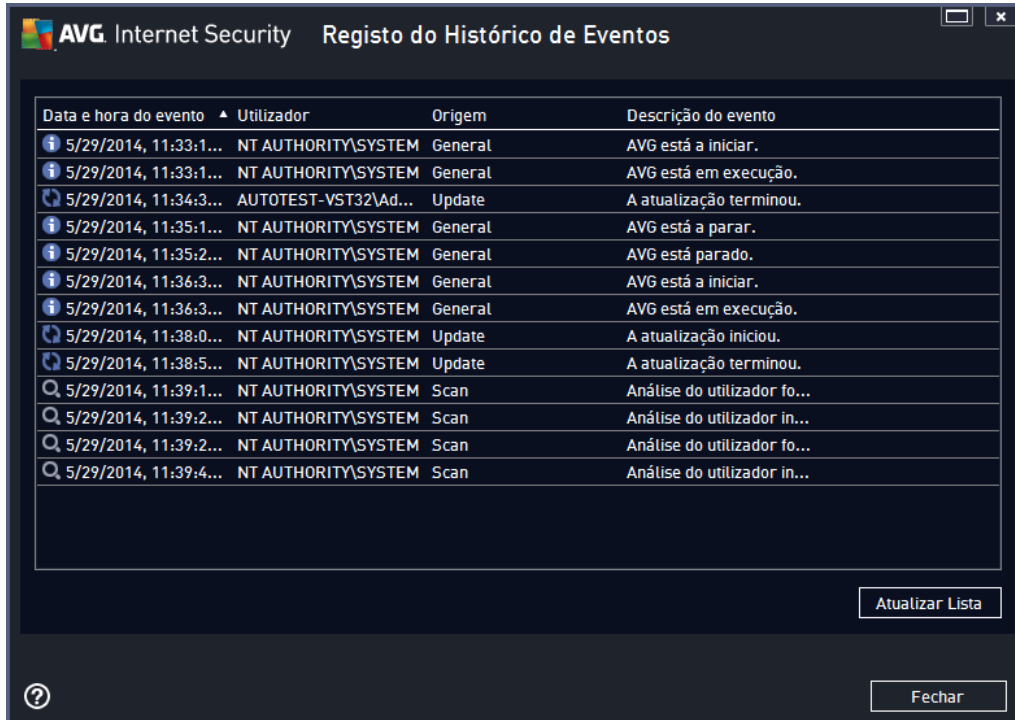 AVG Internet Security Registo do Histórico de Eventos
Data e hora do evento Utilizador Origem Descrição do evento
5/29/2014, 11:33:1... NT AUTHORITY\SYSTEM General AVG está a iniciar.
5/29/2014, 11:33:1... NT AUTHORITY\SYSTEM General AVG está em execução.
5/29/2014, 11:34:3... AUTOTEST-VST32\Ad... Update A atualização terminou.
5/29/2014, 11:35:1... NT AUTHORITY\SYSTEM General AVG está a parar.
5/29/2014, 11:35:2... NT AUTHORITY\SYSTEM General AVG está parado.
5/29/2014, 11:36:3... NT AUTHORITY\SYSTEM General AVG está a iniciar.
5/29/2014, 11:36:3... NT AUTHORITY\SYSTEM General AVG está em execução.
5/29/2014, 11:38:0... NT AUTHORITY\SYSTEM Update A atualização iniciou.
5/29/2014, 11:38:5... NT AUTHORITY\SYSTEM Update A atualização terminou.
5/29/2014, 11:39:1... NT AUTHORITY\SYSTEM Scan Análise do utilizador fo...
5/29/2014, 11:39:2... NT AUTHORITY\SYSTEM Scan Análise do utilizador in...
5/29/2014, 11:39:2... NT AUTHORITY\SYSTEM Scan Análise do utilizador fo...
5/29/2014, 11:39:4... NT AUTHORITY\SYSTEM Scan Análise do utilizador in...
Atualizar Lista
Fechar